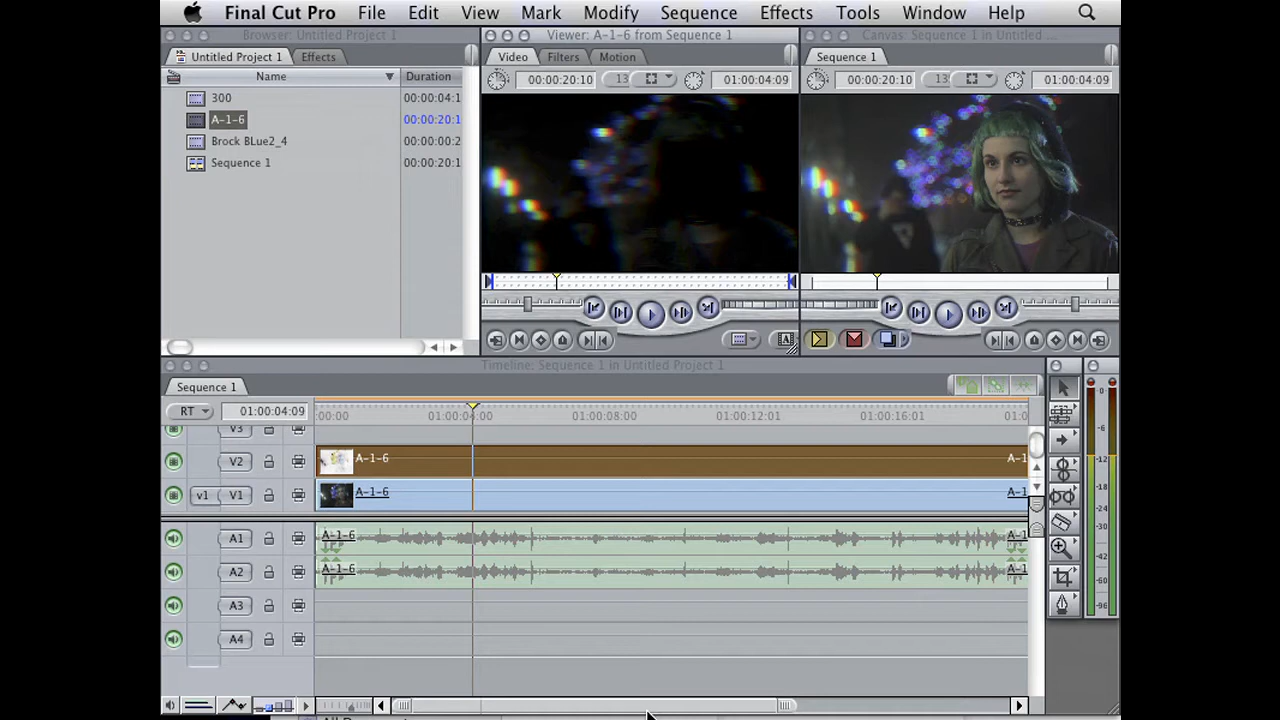 Final Cut Pro File Edit View Mark Modify Sequence Effects Tools Window Help
Browser: Untitled Project 1
Untitled Project 1 Effects
Name Duration
300 00:00:04:1
A-1-6 00:00:20:1
Brock BLue2_4 00:00:00:2
Sequence 1 00:00:20:1
Viewer: A-1-6 from Sequence 1
Video Filters Motion
00:00:20:10 13 01:00:04:09
Canvas: Sequence 1 in Untitled ...
Sequence 1
00:00:20:10 13 01:00:04:09
Timeline: Sequence 1 in Untitled Project 1
Sequence 1
RT 01:00:04:09 :00:00 01:00:04:00 01:00:08:00 01:00:12:01 01:00:16:01 01:0
V3
V2 A-1-6 A-1
v1 V1 A-1-6 A-1
A1 A-1-6 A-1
A2 A-1-6 A-1
A3
A4
0
-6
-12
-18
-24
-30
-42
-60
-96